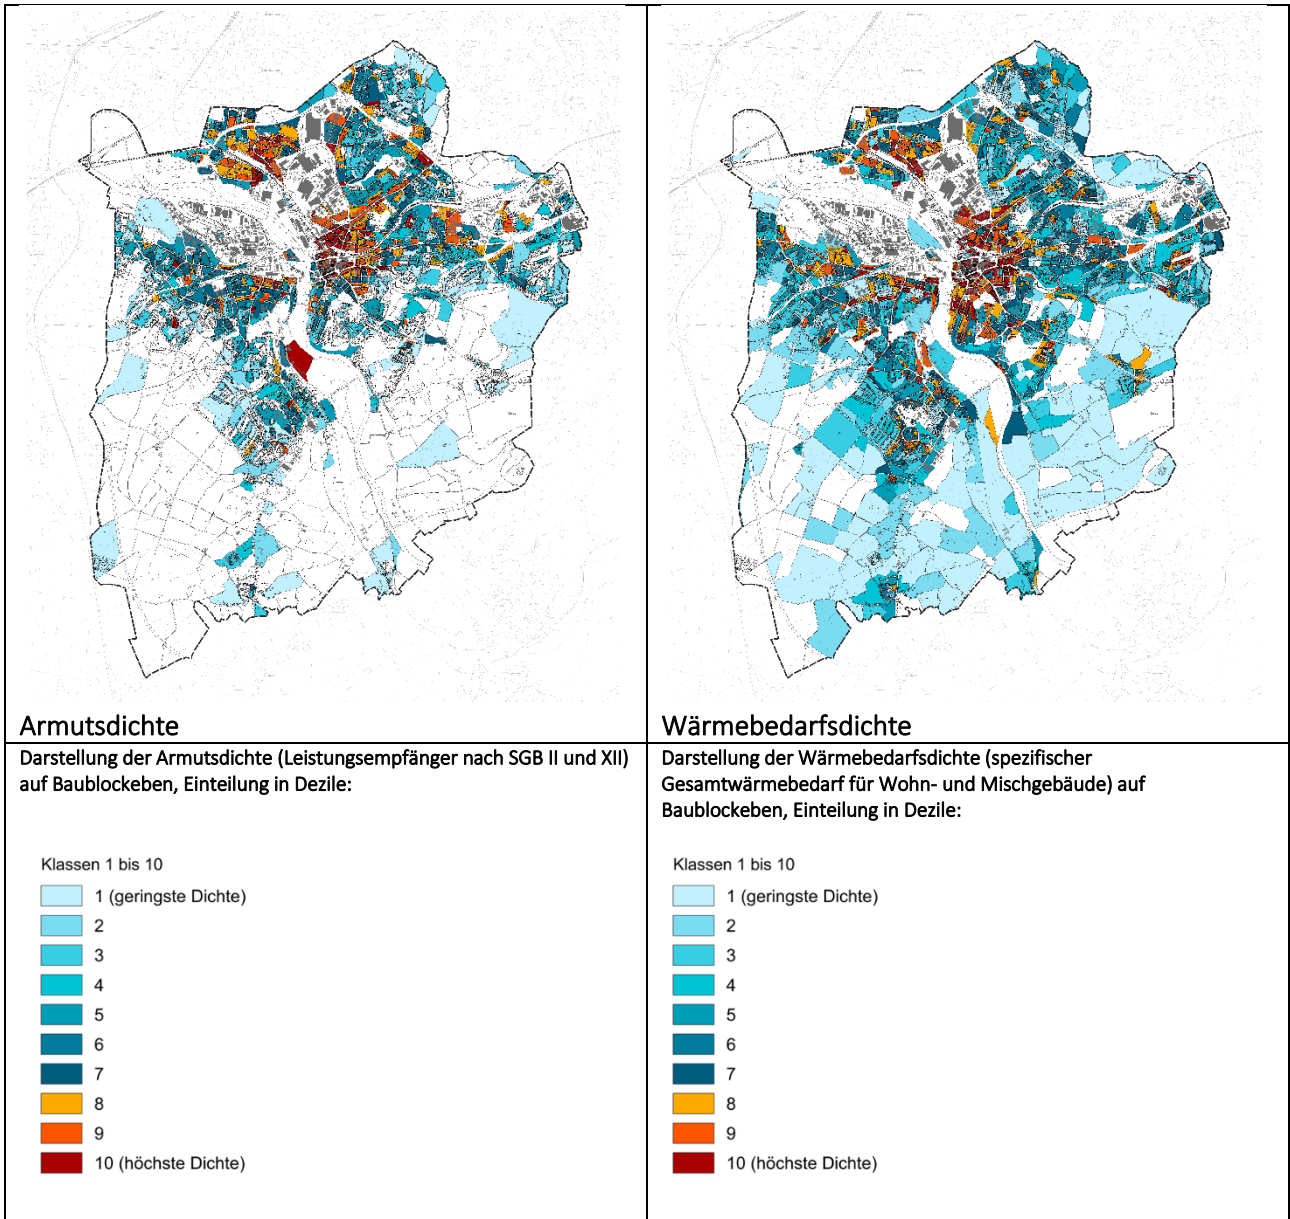 Armutsdichte
Darstellung der Armutsdichte (Leistungsempfänger nach SGB II und XII)
auf Baublockeben, Einteilung in Dezile:
Klassen 1 bis 10
1 (geringste Dichte)
2
3
4
5
6
7
8
9
10 (höchste Dichte)
Wärmebedarfsdichte
Darstellung der Wärmebedarfsdichte (spezifischer
Gesamtwärmebedarf für Wohn- und Mischgebäude) auf
Baublockeben, Einteilung in Dezile:
Klassen 1 bis 10
1 (geringste Dichte)
2
3
4
5
6
7
8
9
10 (höchste Dichte)